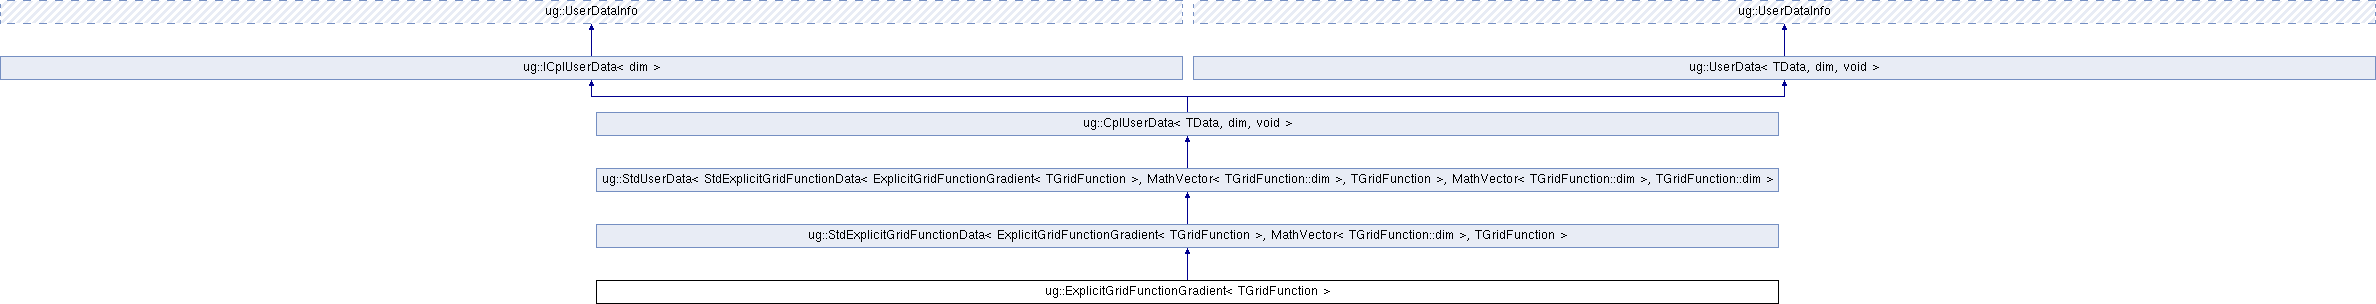 ug::UserDataInfo
ug::UserDataInfo
ug::ICplUserData< dim >
ug::UserData< TData, dim, void >
ug::CplUserData< TData, dim, void >
ug::StdUserData< StdExplicitGridFunctionData< ExplicitGridFunctionGradient< TGridFunction >, MathVector< TGridFunction::dim >, TGridFunction >, MathVector< TGridFunction::dim >, TGridFunction::dim >
ug::StdExplicitGridFunctionData< ExplicitGridFunctionGradient< TGridFunction >, MathVector< TGridFunction::dim >, TGridFunction >
ug::ExplicitGridFunctionGradient< TGridFunction >